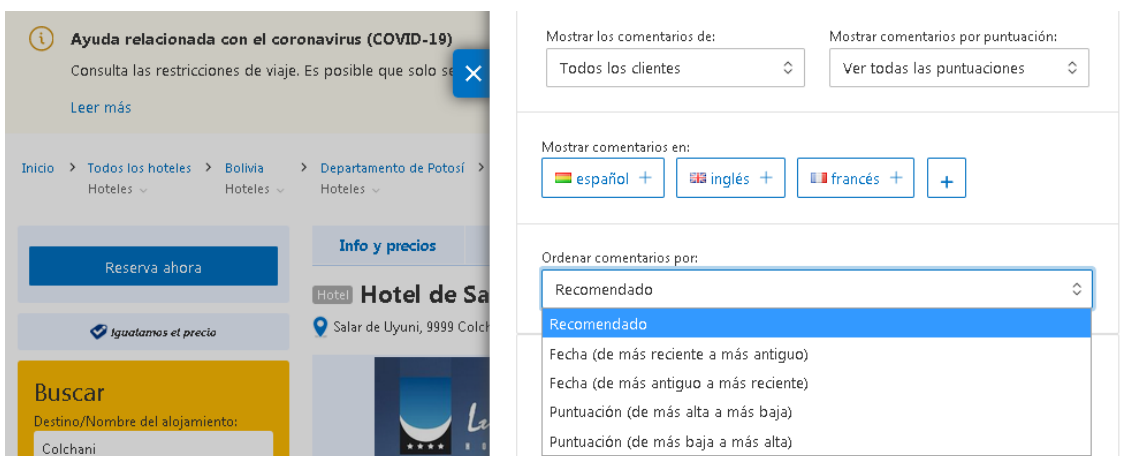 Ayuda relacionada con el coronavirus (COVID-19)
Consulta las restricciones de viaje. Es posible que solo
Leer más
Inicio > Todos los hoteles > Bolivia > Departamento de Potosí >
Hoteles Hoteles Hoteles
Reserva ahora
Igualamos el precio
Buscar
Destino/Nombre del alojamiento:
Colchani
Info y precios
Hotel Hotel de
Salar de Uyuni, 9999
Mostrar los comentarios de:
Todos los clientes
Mostrar comentarios por puntuación:
Ver todas las puntuaciones
Mostrar comentarios en:
español + inglés + francés + +
Ordenar comentarios por:
Recomendado
Recomendado
Fecha (de más reciente a más antiguo)
Fecha (de más antiguo a más reciente)
Puntuación (de más alta a más baja)
Puntuación (de más baja a más alta)